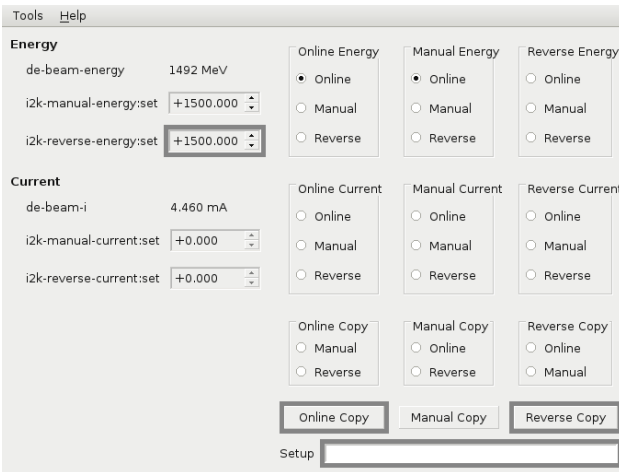 Tools Help
Energy
de-beam-energy 1492 MeV
i2k-manual-energy:set +1500.000
i2k-reverse-energy:set +1500.000
Online Energy Manual Energy Reverse Energy
Online Online Online
Manual Manual Manual
Reverse Reverse Reverse
Current
de-beam-i 4.460 mA
i2k-manual-current:set +0.000
i2k-reverse-current:set +0.000
Online Current Manual Current Reverse Current
Online Online Online
Manual Manual Manual
Reverse Reverse Reverse
Online Copy Manual Copy Reverse Copy
Manual Online Online
Reverse Reverse Manual
Online Copy Manual Copy Reverse Copy
Setup